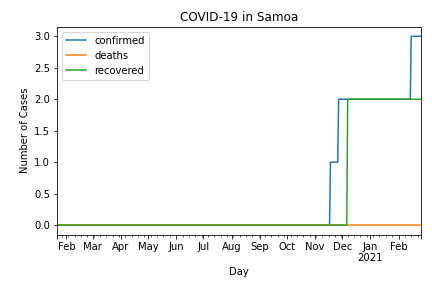 COVID-19 in Samoa
confirmed
deaths
recovered
Number of Cases
3.0
2.5
2.0
1.5
1.0
0.5
0.0
Feb Mar Apr May Jun Jul Aug Sep Oct Nov Dec Jan Feb
2021
Day